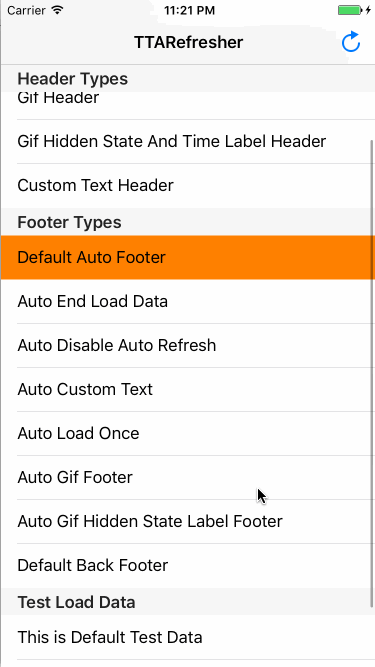 Carrier 11:21 PM
TTARefresher
Header Types
Gif Header
Gif Hidden State And Time Label Header
Custom Text Header
Footer Types
Default Auto Footer
Auto End Load Data
Auto Disable Auto Refresh
Auto Custom Text
Auto Load Once
Auto Gif Footer
Auto Gif Hidden State Label Footer
Default Back Footer
Test Load Data
This is Default Test Data